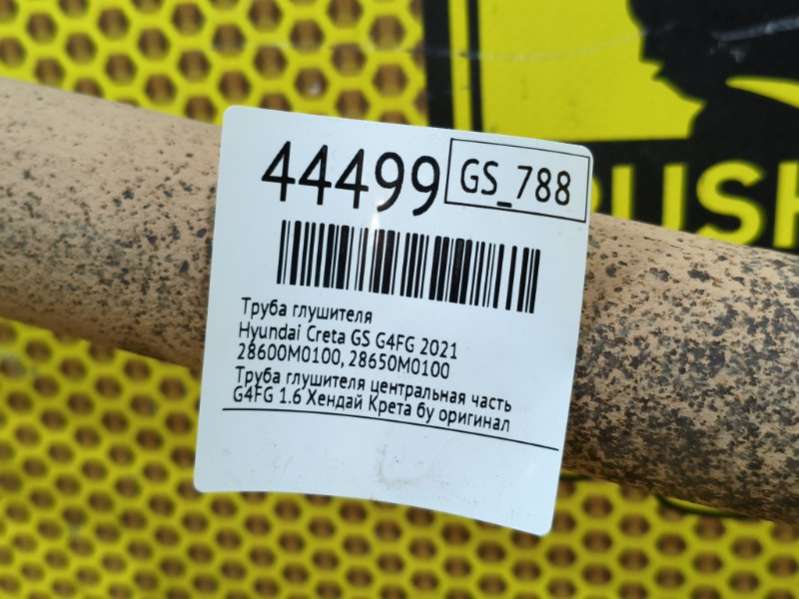 44499
GS_788
Труба глушителя
Hyundai Creta GS G4FG 2021
28600M0100, 28650M0100
Труба глушителя центральная часть
G4FG 1.6 Хендай Крета бу оригинал
USH